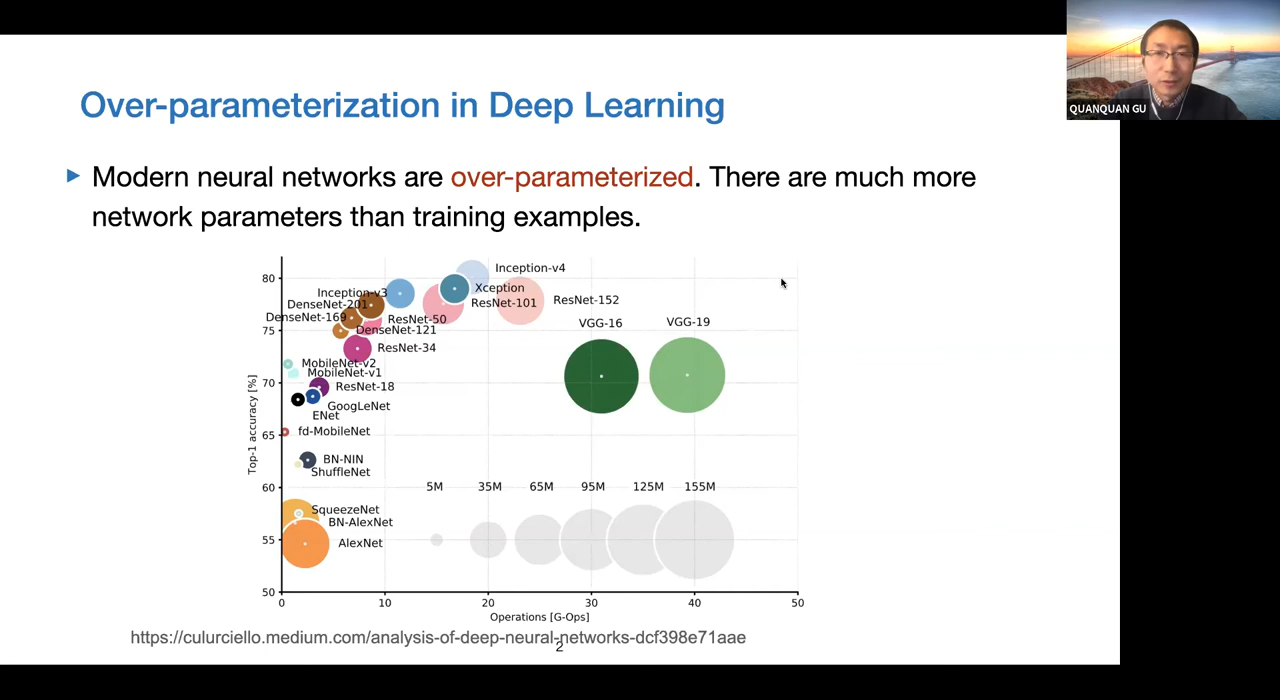 QUANQUAN GU
Over-parameterization in Deep Learning
Modern neural networks are over-parameterized. There are much more
network parameters than training examples.
80
75
70
65
60
55
50
Top-1 accuracy [%]
Inception-v4
Inception-v3
Xception
ResNet-152
DenseNet-201
ResNet-101
DenseNet-169
ResNet-50
DenseNet-121
VGG-16
VGG-19
ResNet-34
MobileNet-v2
MobileNet-v1
ResNet-18
GoogLeNet
ENet
fd-MobileNet
BN-NIN
ShuffleNet
5M 35M 65M 95M 125M 155M
SqueezeNet
BN-AlexNet
AlexNet
0 10 20 30 40 50
Operations [G-Ops]
https://culurciello.medium.com/analysis-of-deep-neural-networks-dcf398e71aae
2